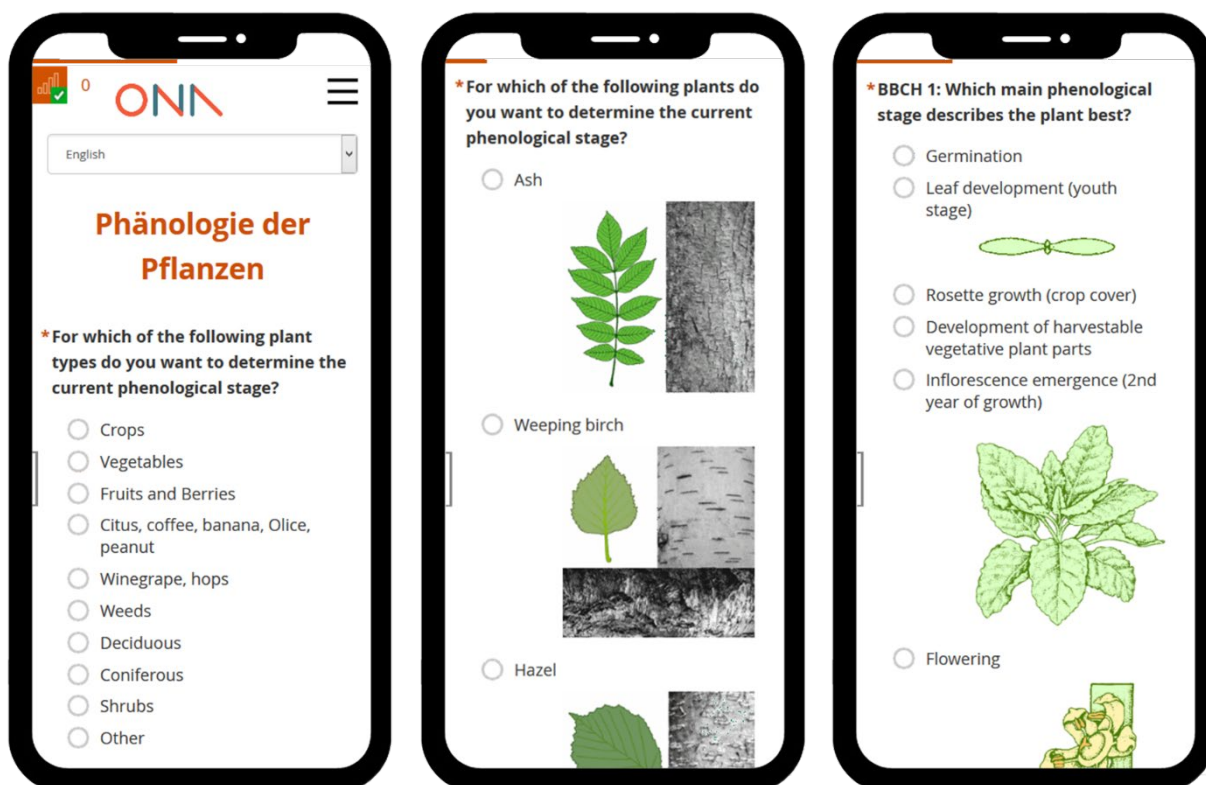 0
ONA
English
Phänologie der
Pflanzen
*For which of the following plant
types do you want to determine the
current phenological stage?
Crops
Vegetables
Fruits and Berries
Citus, coffee, banana, Olice,
peanut
Winegrape, hops
Weeds
Deciduous
Coniferous
Shrubs
Other
*For which of the following plants do
you want to determine the current
phenological stage?
Ash
Weeping birch
Hazel
*BBCH 1: Which main phenological
stage describes the plant best?
Germination
Leaf development (youth
stage)
Rosette growth (crop cover)
Development of harvestable
vegetative plant parts
Inflorescence emergence (2nd
year of growth)
Flowering